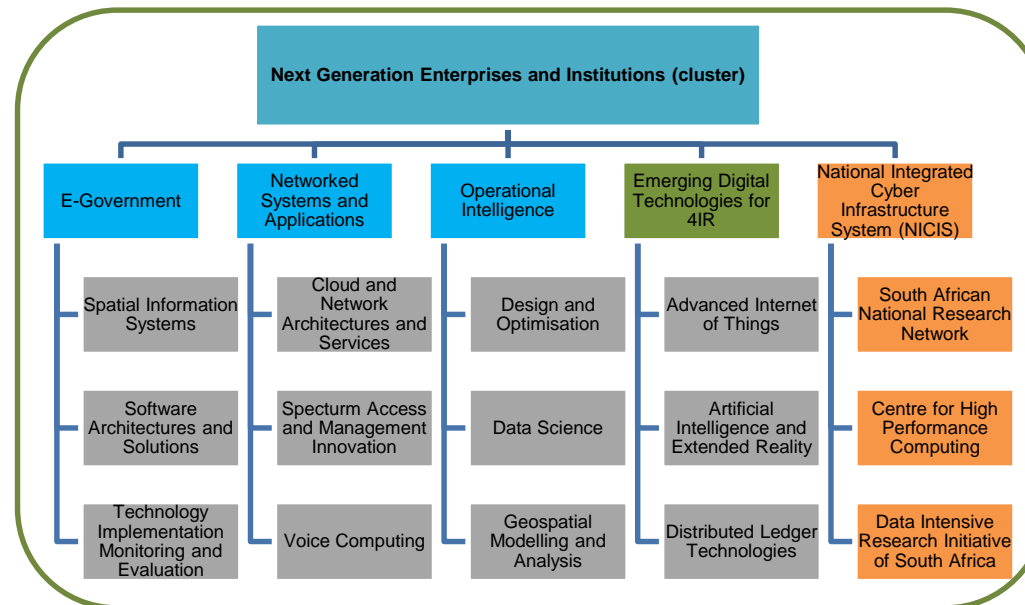 Next Generation Enterprises and Institutions (cluster)
E-Government
Networked
Systems and
Applications
Operational
Intelligence
Emerging Digital
Technologies for
4IR
National Integrated
Cyber
Infrastructure
System (NICIS)
Spatial Information
Systems
Cloud and
Network
Architectures and
Services
Design and
Optimisation
Advanced Internet
of Things
South African
National Research
Network
Software
Architectures and
Solutions
Specturm Access
and Management
Innovation
Data Science
Artificial
Intelligence and
Extended Reality
Centre for High
Performance
Computing
Technology
Implementation
Monitoring and
Evaluation
Voice Computing
Geospatial
Modelling and
Analysis
Distributed Ledger
Technologies
Data Intensive
Research Initiative
of South Africa